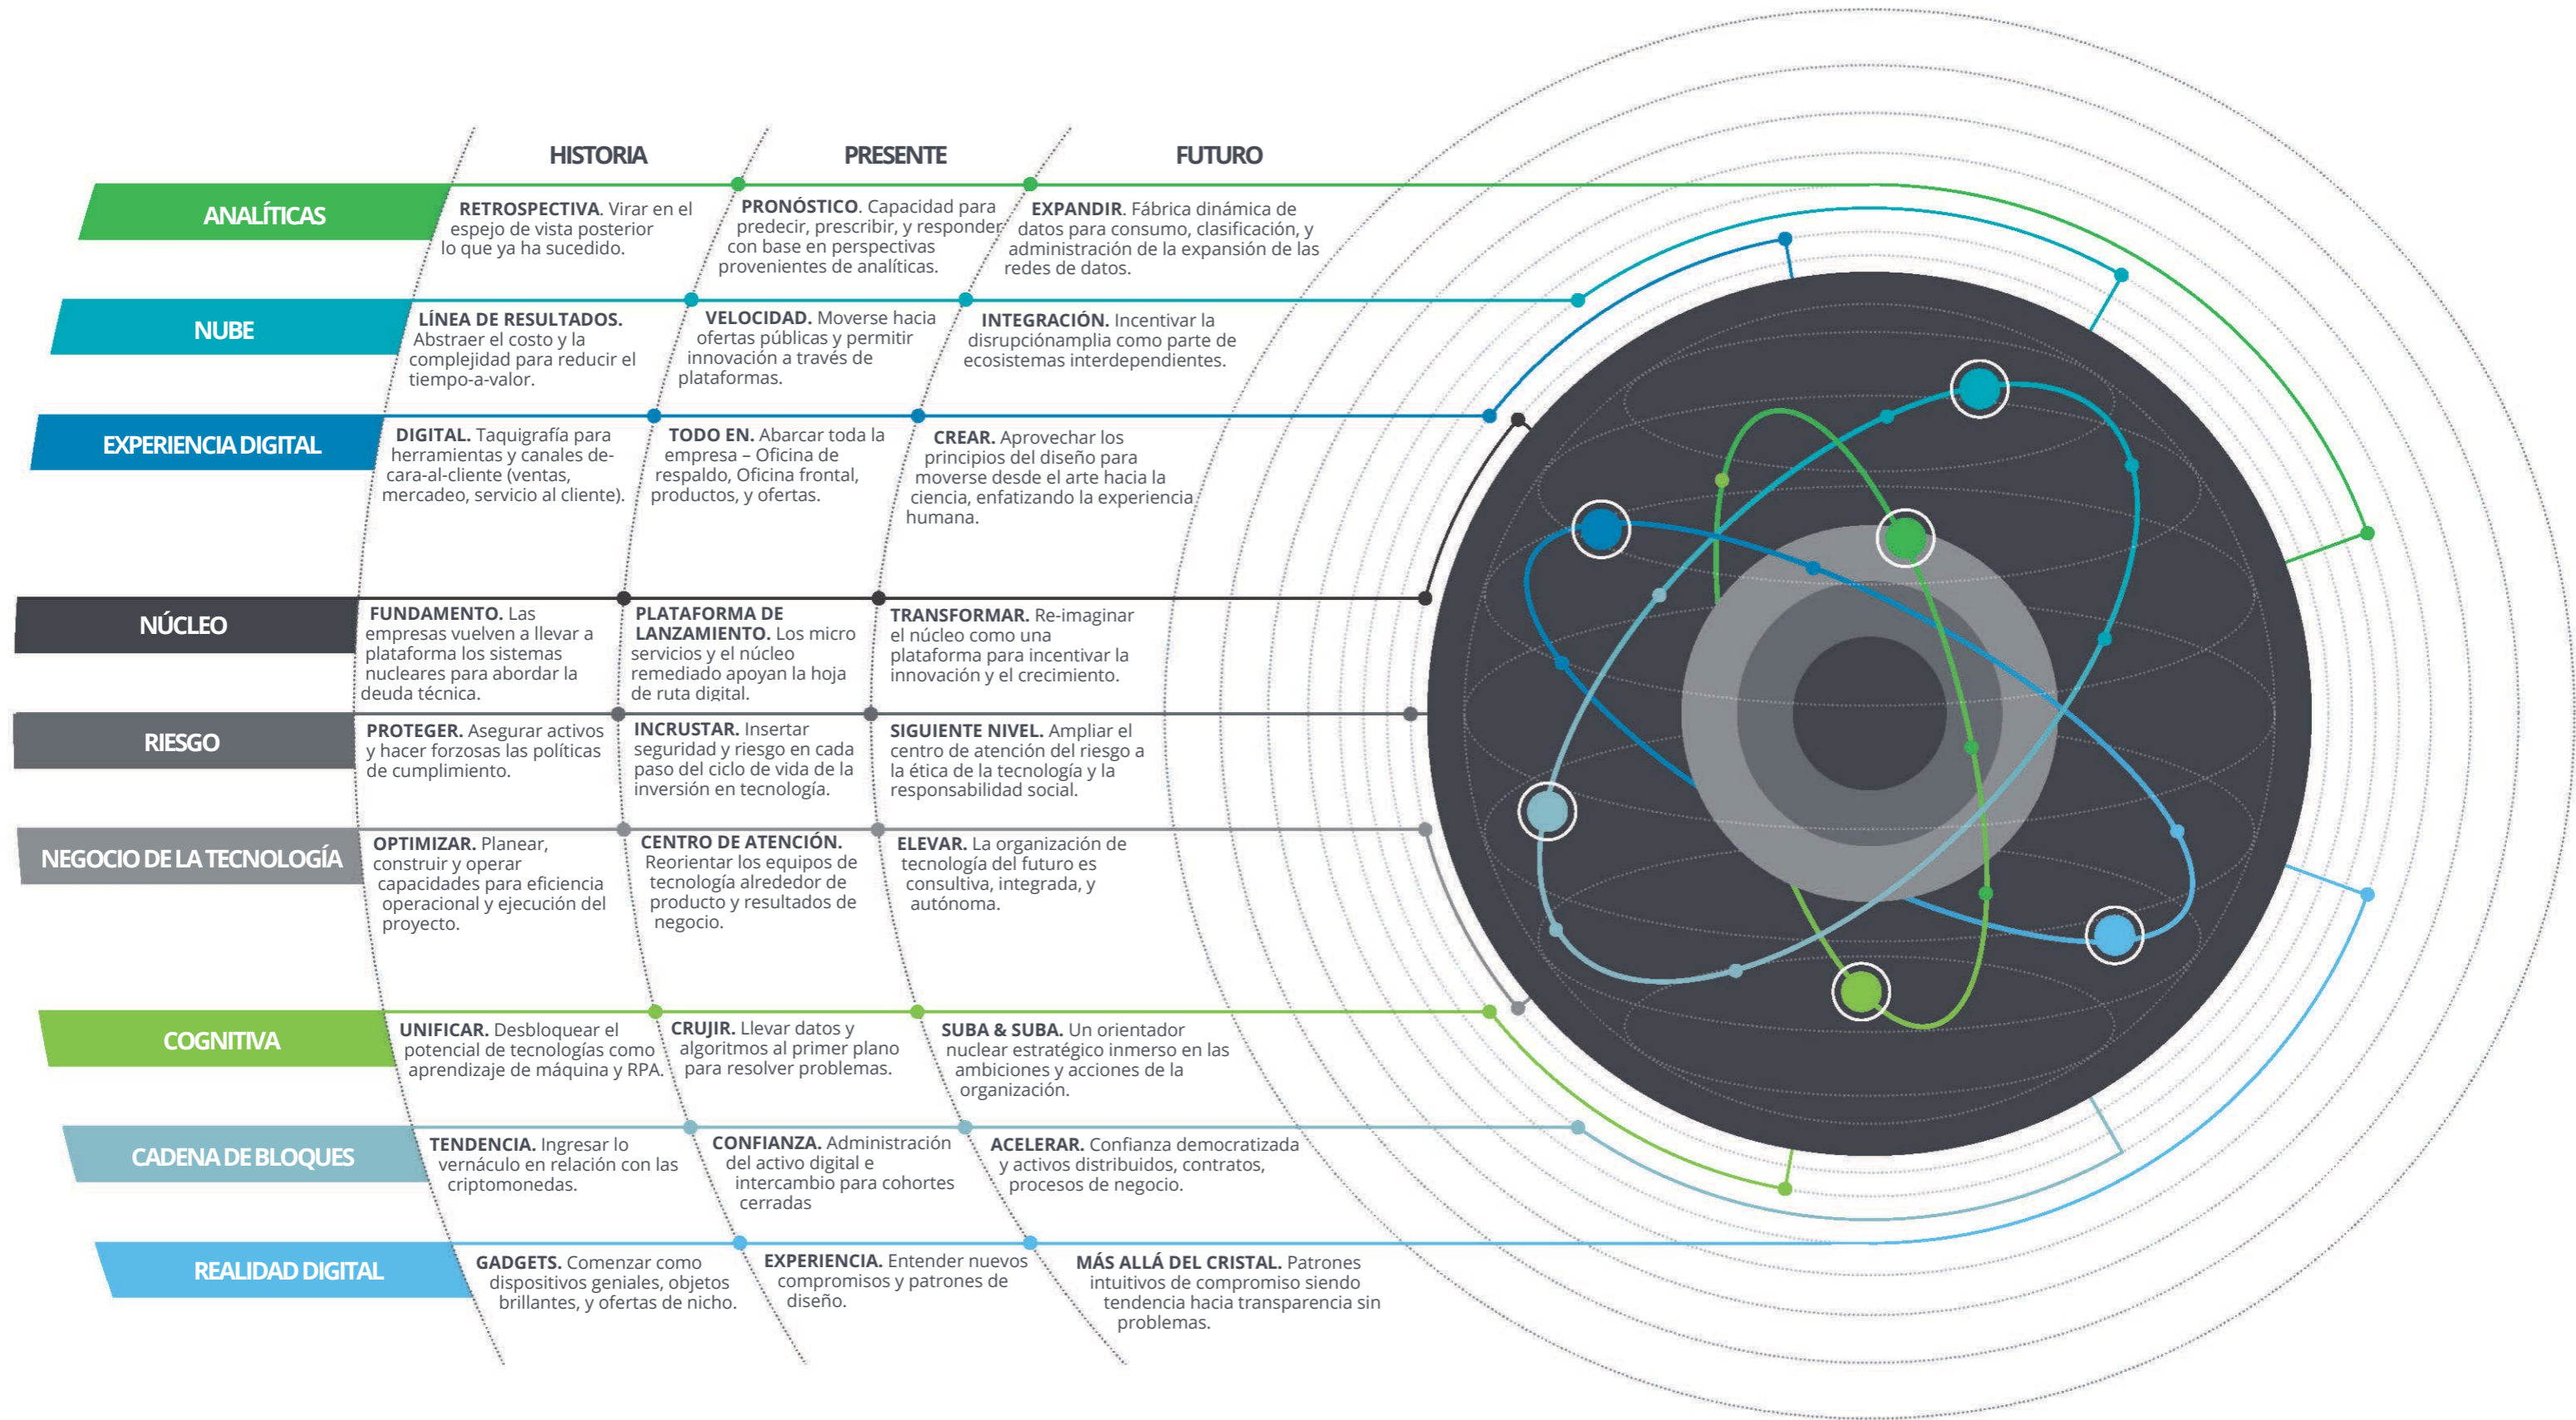 HISTORIA
PRESENTE
FUTURO
ANALÍTICAS
RETROSPECTIVA. Virar en el
espejo de vista posterior
lo que ya ha sucedido.
PRONÓSTICO. Capacidad para
predecir, prescribir, y responder
con base en perspectivas
provenientes de analíticas.
EXPANDIR. Fábrica dinámica de
datos para consumo, clasificación, y
administración de la expansión de las
redes de datos.
NUBE
LÍNEA DE RESULTADOS.
Abstraer el costo y la
complejidad para reducir el
tiempo-a-valor.
VELOCIDAD. Moverse hacia
ofertas públicas y permitir
innovación a través de
plataformas.
INTEGRACIÓN. Incentivar la
disrupciónamplia como parte de
ecosistemas interdependientes.
EXPERIENCIA DIGITAL
DIGITAL. Taquigrafía para
herramientas y canales de-
cara-al-cliente (ventas,
mercadeo, servicio al cliente).
TODO EN. Abarcar toda la
empresa – Oficina de
respaldo, Oficina frontal,
productos, y ofertas.
CREAR. Aprovechar los
principios del diseño para
moverse desde el arte hacia la
ciencia, enfatizando la experiencia
humana.
NÚCLEO
FUNDAMENTO. Las
empresas vuelven a llevar a
plataforma los sistemas
nucleares para abordar la
deuda técnica.
PLATAFORMA DE
LANZAMIENTO. Los micro
servicios y el núcleo
remediado apoyan la hoja
de ruta digital.
TRANSFORMAR. Re-imaginar
el núcleo como una
plataforma para incentivar la
innovación y el crecimiento.
RIESGO
PROTEGER. Asegurar activos
y hacer forzosas las políticas
de cumplimiento.
INCRUSTAR. Insertar
seguridad y riesgo en cada
paso del ciclo de vida de la
inversión en tecnología.
SIGUIENTE NIVEL. Ampliar el
centro de atención del riesgo a
la ética de la tecnología y la
responsabilidad social.
NEGOCIO DE LA TECNOLOGÍA
OPTIMIZAR. Planear,
construir y operar
capacidades para eficiencia
operacional y ejecución del
proyecto.
CENTRO DE ATENCIÓN.
Reorientar los equipos de
tecnología alrededor de
producto y resultados de
negocio.
ELEVAR. La organización de
tecnología del futuro es
consultiva, integrada, y
autónoma.
COGNITIVA
UNIFICAR. Desbloquear el
potencial de tecnologías como
aprendizaje de máquina y RPA.
CRUJIR. Llevar datos y
algoritmos al primer plano
para resolver problemas.
SUBA & SUBA. Un orientador
nuclear estratégico inmerso en las
ambiciones y acciones de la
organización.
CADENA DE BLOQUES
TENDENCIA. Ingresar lo
vernáculo en relación con las
criptomonedas.
CONFIANZA. Administración
del activo digital e
intercambio para cohortes
cerradas
ACELERAR. Confianza democratizada
y activos distribuidos, contratos,
procesos de negocio.
REALIDAD DIGITAL
GADGETS. Comenzar como
dispositivos geniales, objetos
brillantes, y ofertas de nicho.
EXPERIENCIA. Entender nuevos
compromisos y patrones de
diseño.
MÁS ALLÁ DEL CRISTAL. Patrones
intuitivos de compromiso siendo
tendencia hacia transparencia sin
problemas.